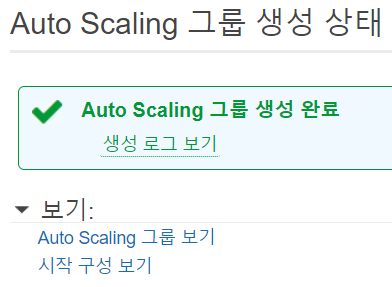 Auto Scaling 그룹 생성 상태
Auto Scaling 그룹 생성 완료
생성 로그 보기
보기:
Auto Scaling 그룹 보기
시작 구성 보기